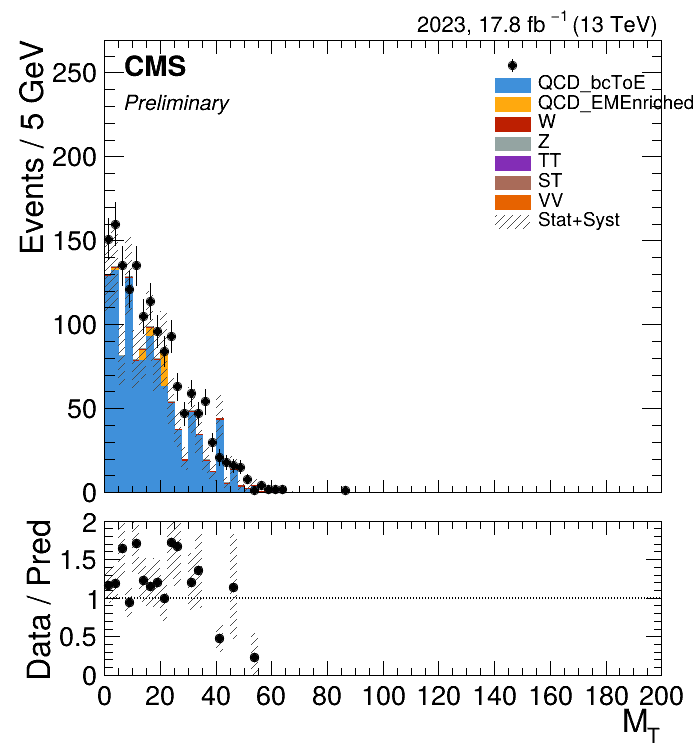 2023, 17.8 fb⁻¹ (13 TeV)
CMS
Preliminary
QCD_bcToE
QCD_EMEnriched
W
Z
TT
ST
VV
Stat+Syst
Events / 5 GeV
250
200
150
100
50
0
Data / Pred
2
1.5
1
0.5
0
0 20 40 60 80 100 120 140 160 180 200
M_T